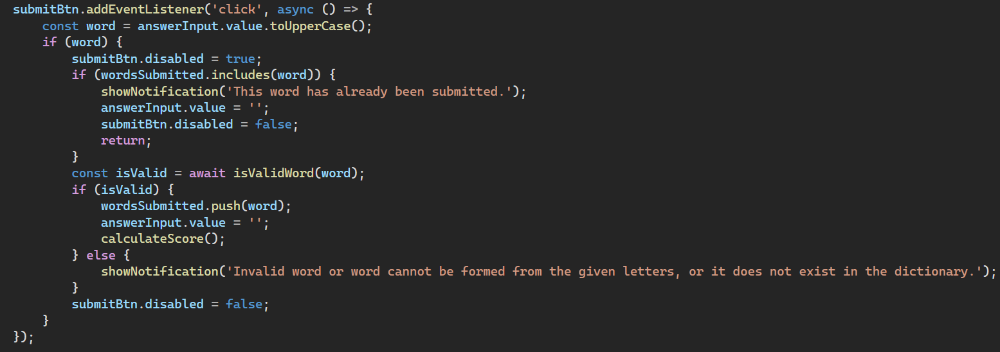 submitBtn.addEventListener('click', async () => {
    const word = answerInput.value.toUpperCase();
    if (word) {
        submitBtn.disabled = true;
        if (wordsSubmitted.includes(word)) {
            showNotification('This word has already been submitted.');
            answerInput.value = '';
            submitBtn.disabled = false;
            return;
        }
        const isValid = await isValidWord(word);
        if (isValid) {
            wordsSubmitted.push(word);
            answerInput.value = '';
            calculateScore();
        } else {
            showNotification('Invalid word or word cannot be formed from the given letters, or it does not exist in the dictionary.');
        }
        submitBtn.disabled = false;
    }
});